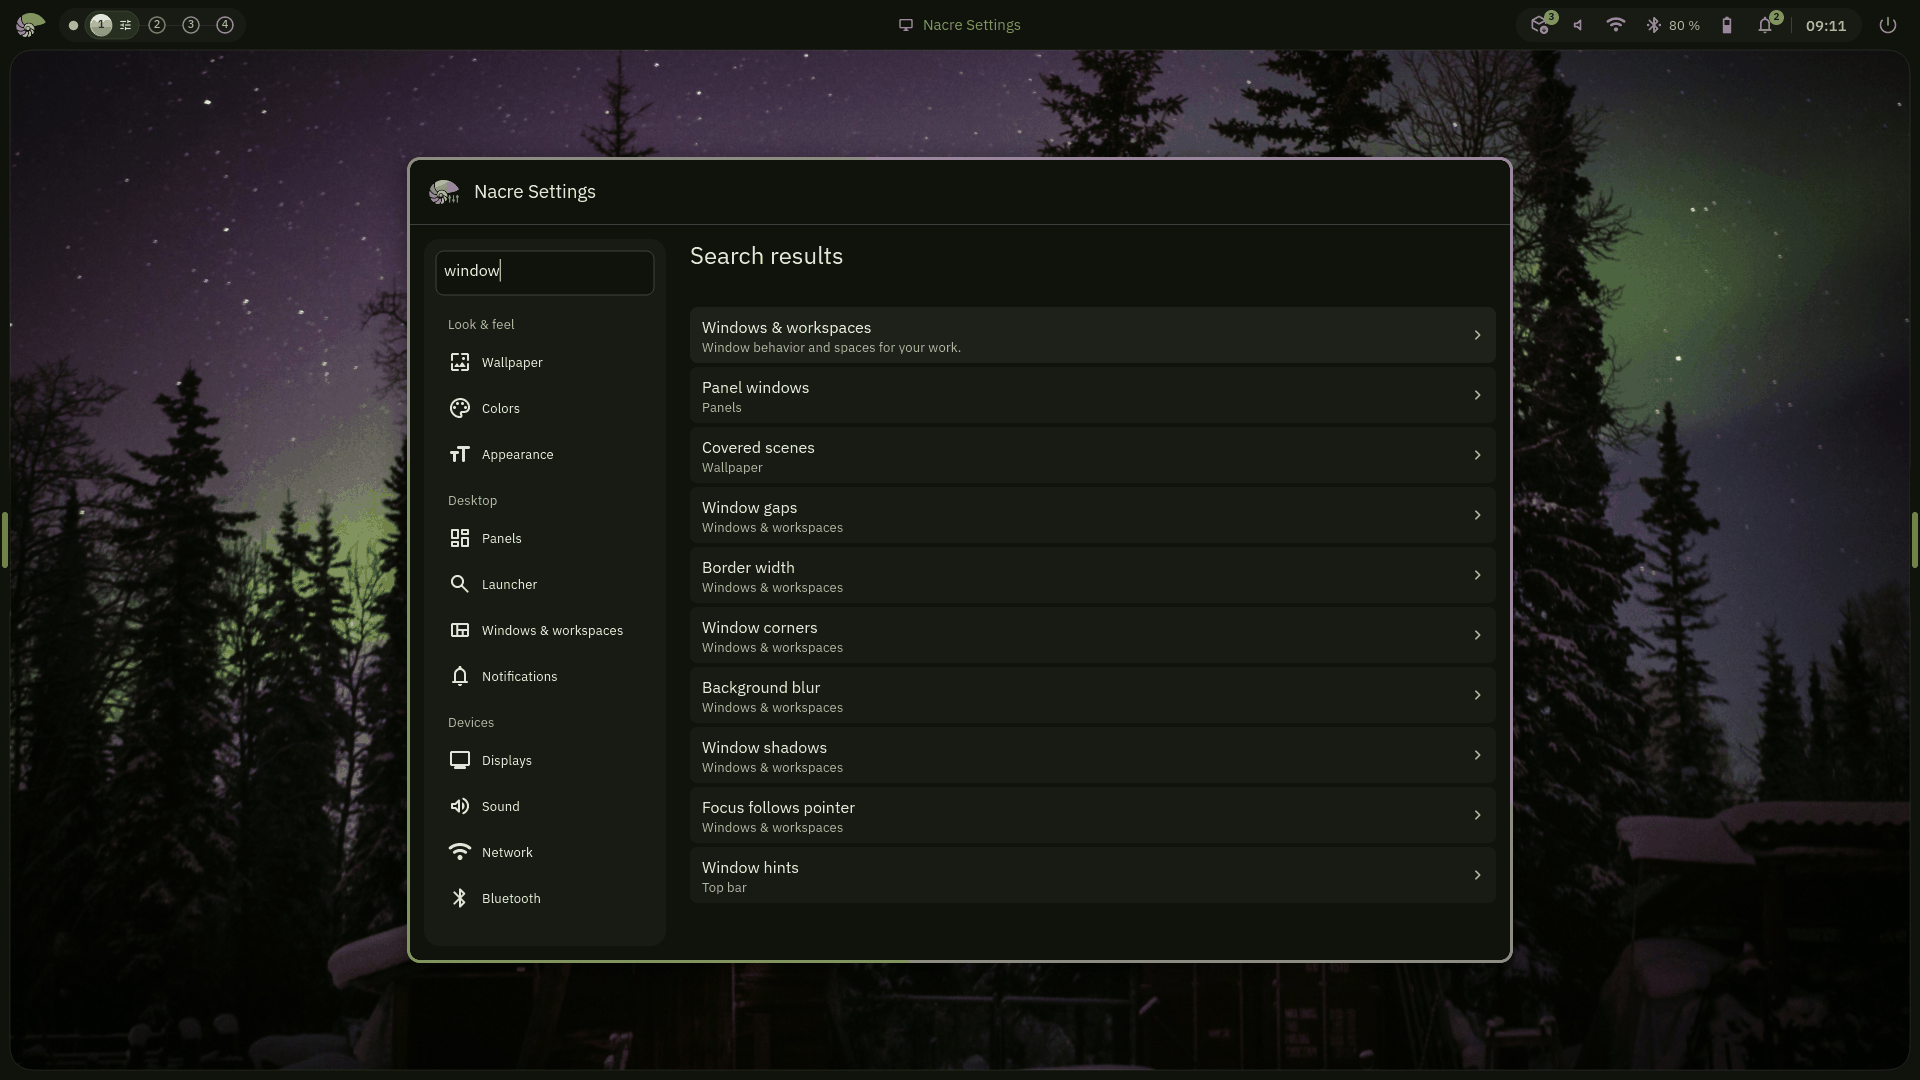 1
2
3
4
Nacre Settings
3
80 %
2
09:11
Nacre Settings
window
Look & feel
Wallpaper
Colors
Appearance
Desktop
Panels
Launcher
Windows & workspaces
Notifications
Devices
Displays
Sound
Network
Bluetooth
Search results
Windows & workspaces
Window behavior and spaces for your work.
Panel windows
Panels
Covered scenes
Wallpaper
Window gaps
Windows & workspaces
Border width
Windows & workspaces
Window corners
Windows & workspaces
Background blur
Windows & workspaces
Window shadows
Windows & workspaces
Focus follows pointer
Windows & workspaces
Window hints
Top bar